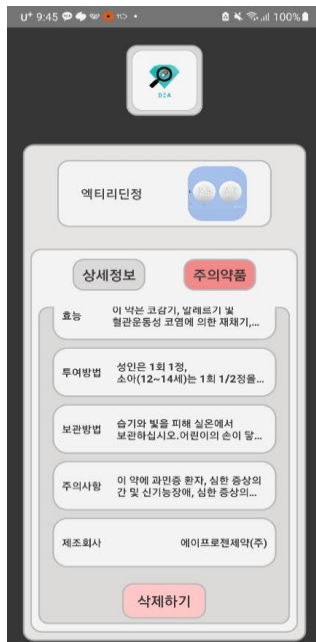 U+ 9:45
100%
DIA
엑티리딘정
상세정보
주의약품
효능
이 약은 코감기, 알레르기 및
혈관운동성 코염에 의한 재채기,...
투여방법
성인은 1회 1정,
소아(12~14세)는 1회 1/2정을...
보관방법
습기와 빛을 피해 실온에서
보관하십시오.어린이의 손이 닿...
주의사항
이 약에 과민증 환자, 심한 증상의
간 및 신기능장애, 심한 증상의...
제조회사
에이프로젠제약(주)
삭제하기